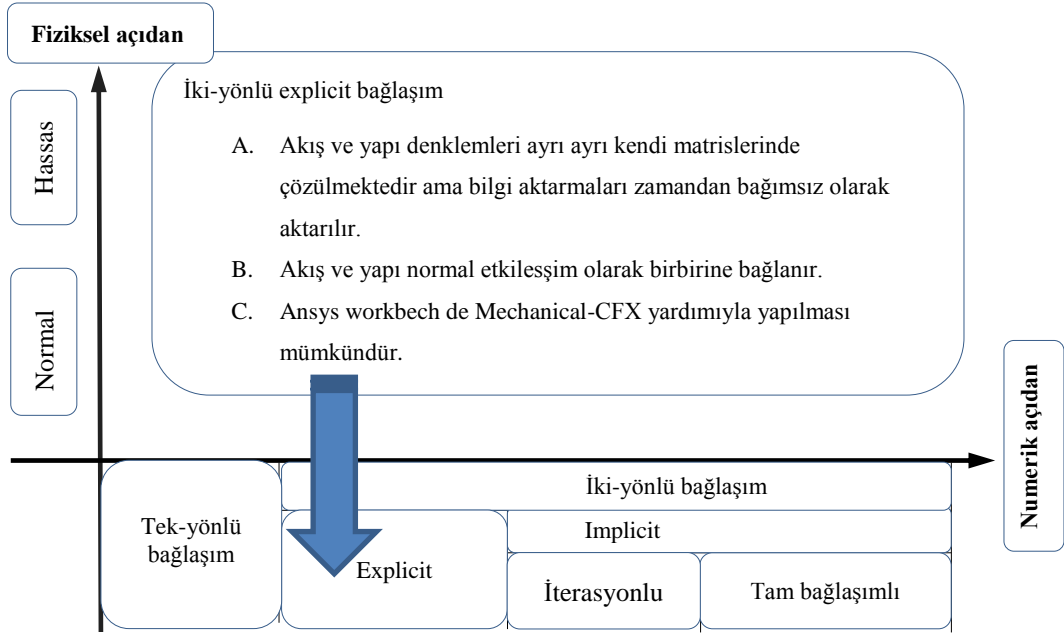 Fiziksel açıdan
Hassas
Normal
İki-yönlü explicit bağlaşım
A. Akış ve yapı denklemleri ayrı ayrı kendi matrislerinde
çözülmektedir ama bilgi aktarmaları zamandan bağımsız olarak
aktarılır.
B. Akış ve yapı normal etkilesşim olarak birbirine bağlanır.
C. Ansys workbech de Mechanical-CFX yardımıyla yapılması
mümkündür.
Numerik açıdan
Tek-yönlü
bağlaşım
İki-yönlü bağlaşım
Implicit
Explicit
İterasyonlu
Tam bağlaşımlı